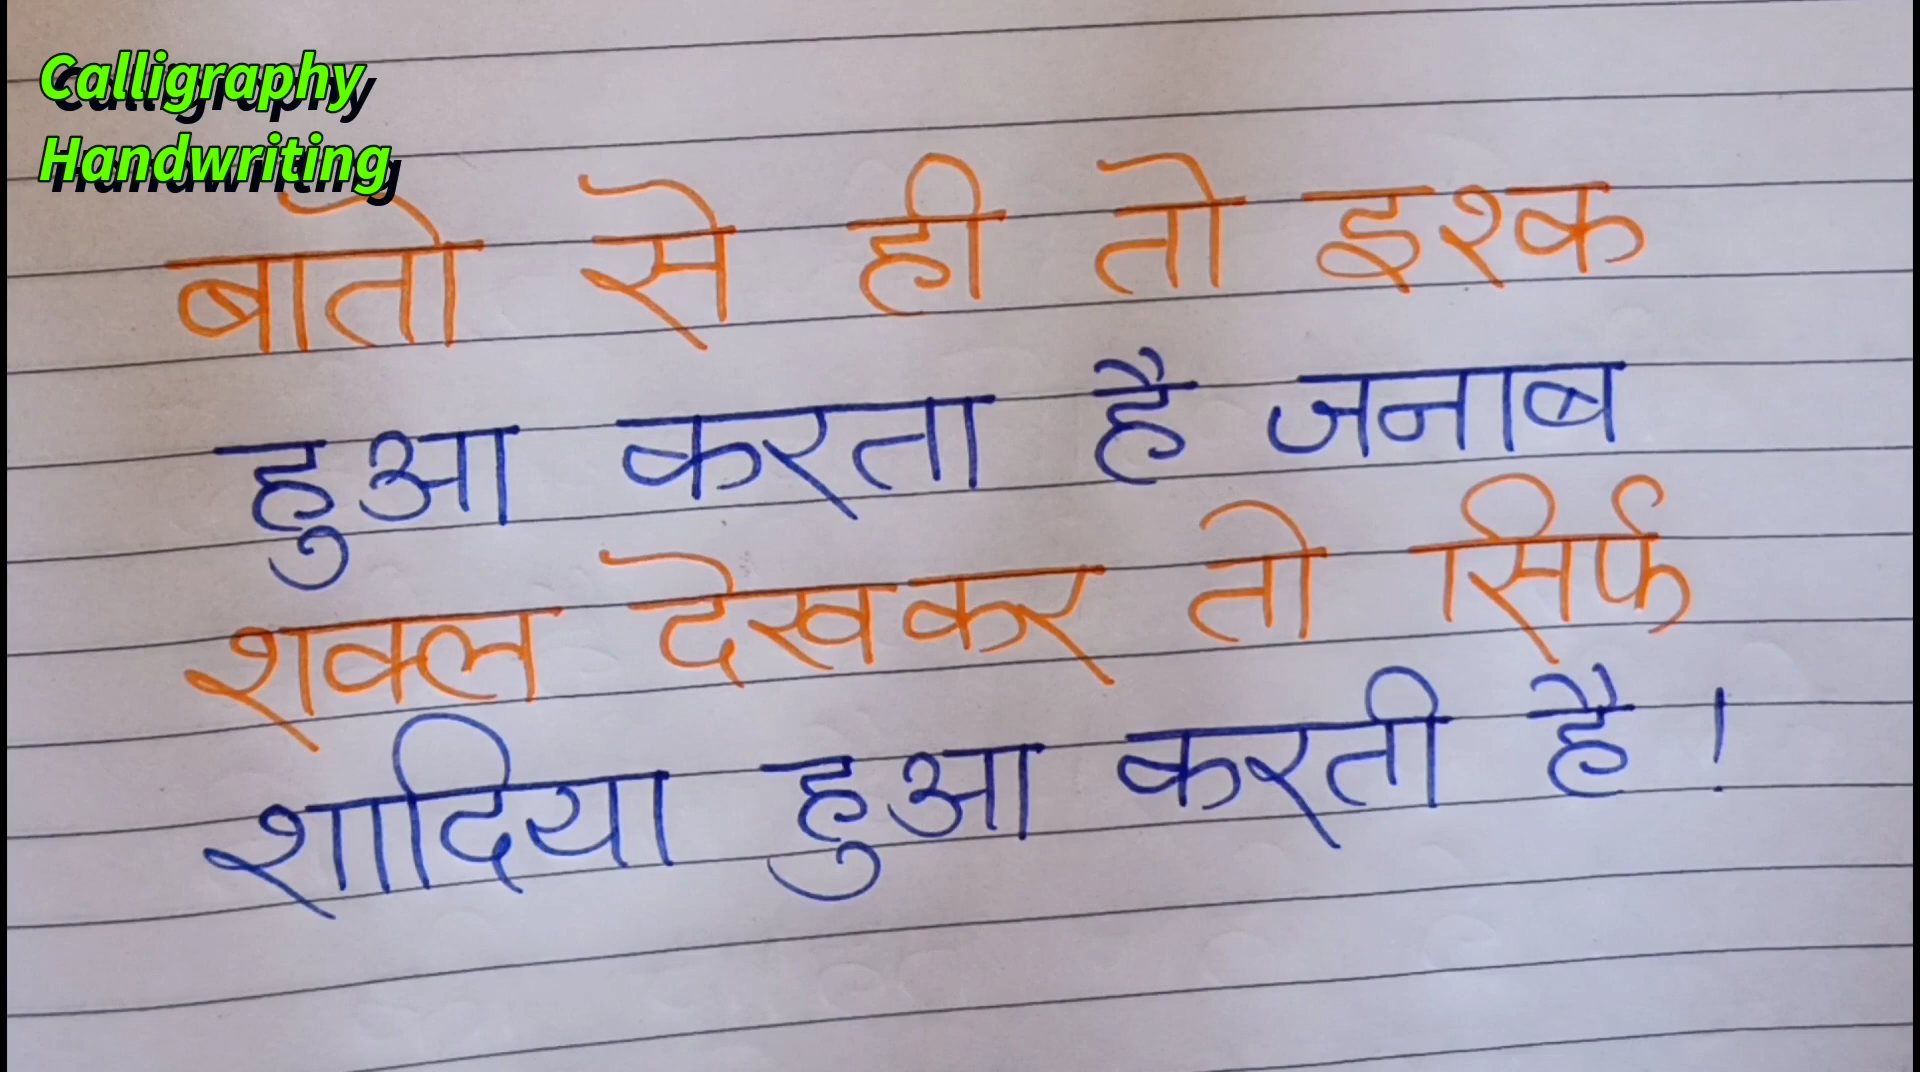 Calligraphy
Handwriting
बातो से ही तो इश्क
हुआ करता है जनाब
शक्ल देखकर तो सिर्फ
शादिया हुआ करती है।